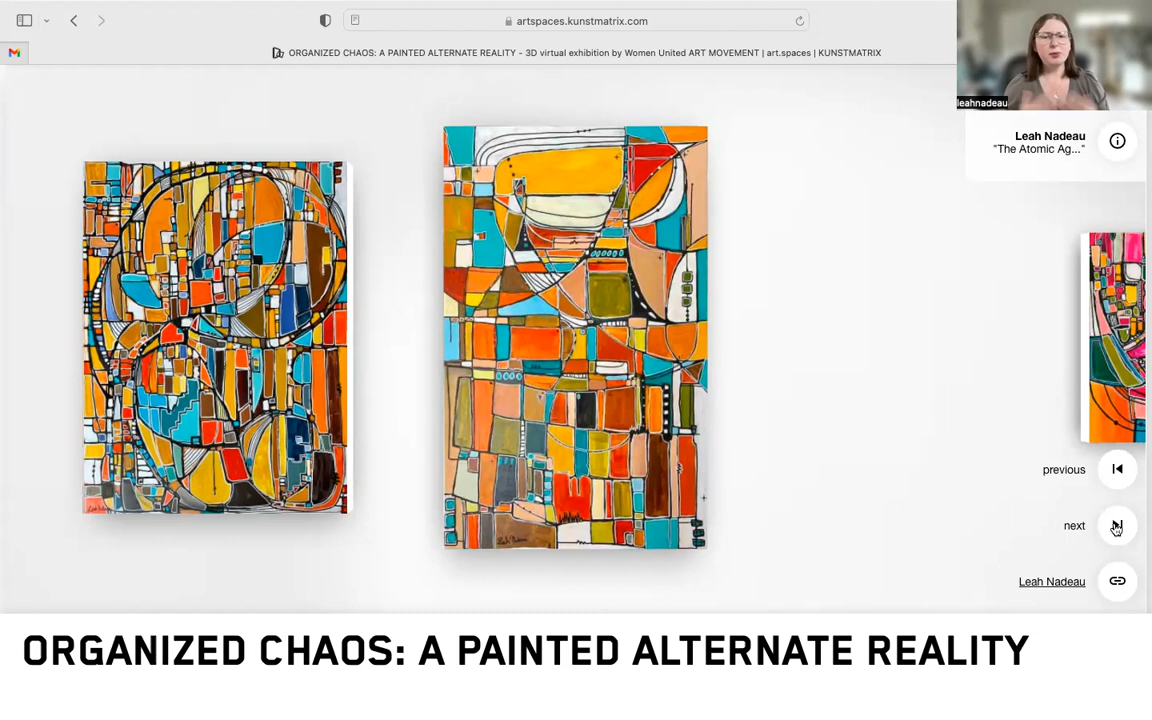 artspaces.kunstmatrix.com
ORGANIZED CHAOS: A PAINTED ALTERNATE REALITY - 3D virtual exhibition by Women United ART MOVEMENT | art.spaces | KUNSTMATRIX
leahnadeau
Leah Nadeau
"The Atomic Ag..."
previous
next
Leah Nadeau
ORGANIZED CHAOS: A PAINTED ALTERNATE REALITY